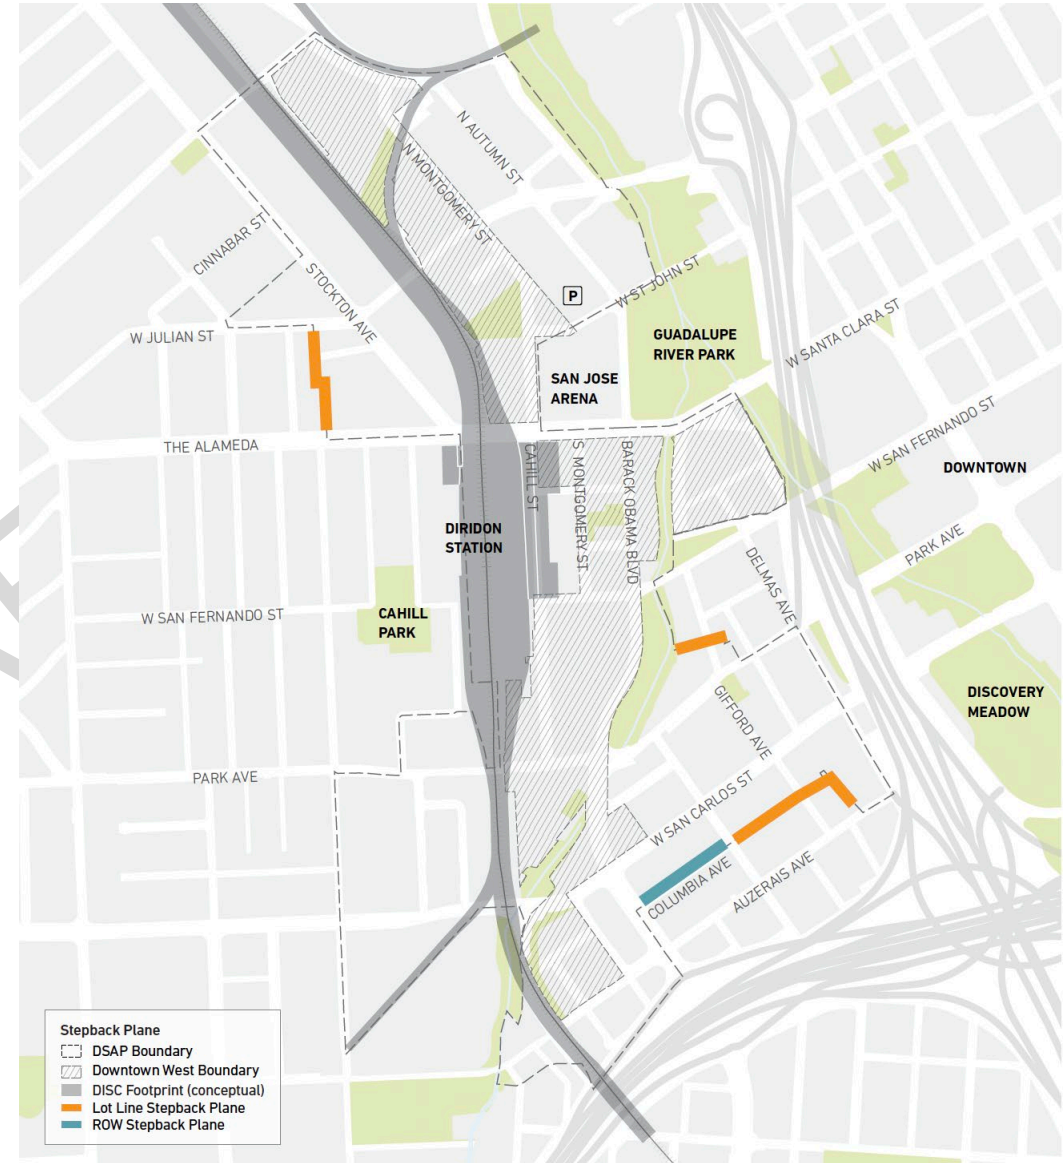 N AUTUMN ST
N MONTGOMERY ST
CINNABAR ST
STOCKTON AVE
W ST JOHN ST
P
W JULIAN ST
GUADALUPE
RIVER PARK
W SANTA CLARA ST
SAN JOSE
ARENA
THE ALAMEDA
W SAN FERNANDO ST
DOWNTOWN
CAHILL ST
S MONTGOMERY ST
BARACK OBAMA BLVD
DIRIDON
STATION
PARK AVE
DELMAS AVE
W SAN FERNANDO ST
CAHILL
PARK
DISCOVERY
MEADOW
GIFFORD AVE
PARK AVE
W SAN CARLOS ST
COLUMBIA AVE
AUZERAIS AVE
Stepback Plane
DSAP Boundary
Downtown West Boundary
DISC Footprint (conceptual)
Lot Line Stepback Plane
ROW Stepback Plane